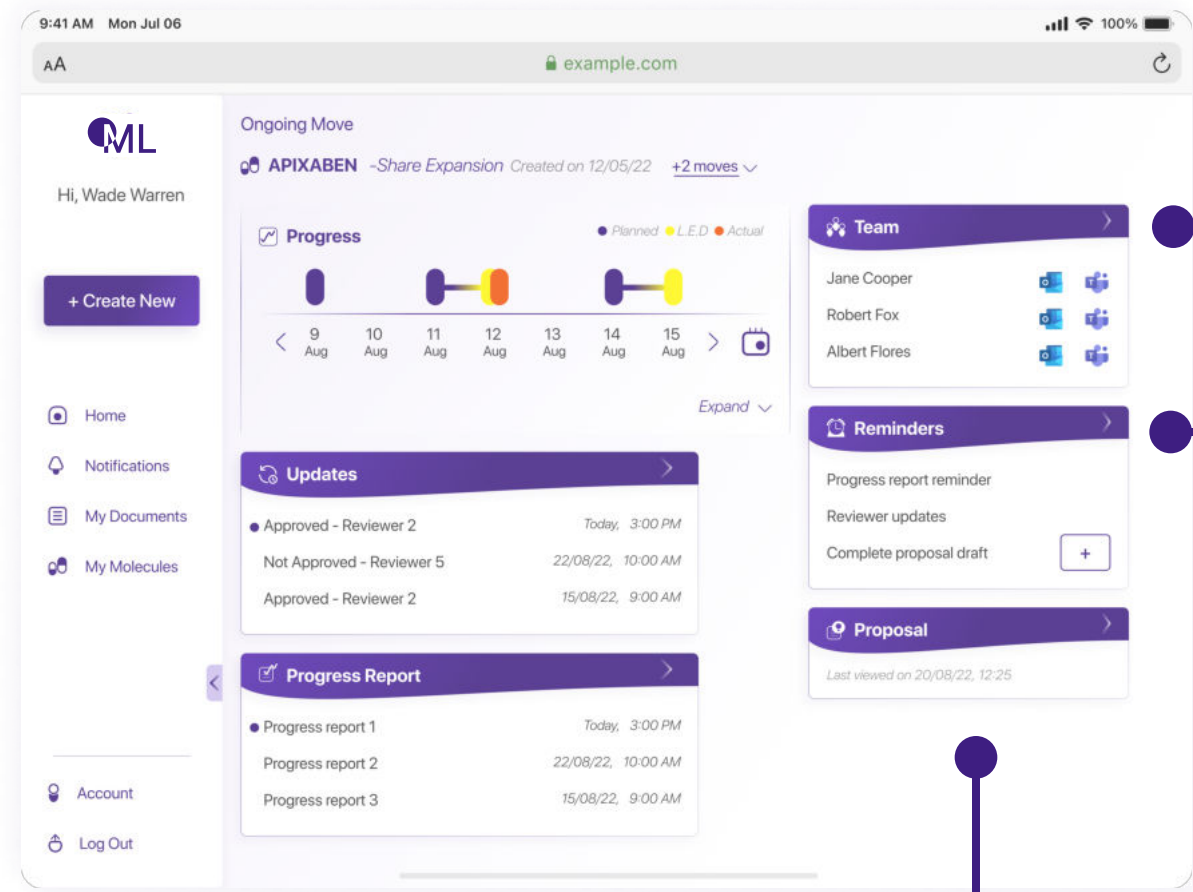 9:41 AM Mon Jul 06
100%
AA
example.com
ML
Hi, Wade Warren
+ Create New
Home
Notifications
My Documents
My Molecules
Account
Log Out
Ongoing Move
APIXABEN -Share Expansion Created on 12/05/22 +2 moves
Progress
Planned L.E.D Actual
9 Aug
10 Aug
11 Aug
12 Aug
13 Aug
14 Aug
15 Aug
Expand
Updates
Approved - Reviewer 2 Today, 3:00 PM
Not Approved - Reviewer 5 22/08/22, 10:00 AM
Approved - Reviewer 2 15/08/22, 9:00 AM
Progress Report
Progress report 1 Today, 3:00 PM
Progress report 2 22/08/22, 10:00 AM
Progress report 3 15/08/22, 9:00 AM
Team
Jane Cooper
Robert Fox
Albert Flores
Reminders
Progress report reminder
Reviewer updates
Complete proposal draft +
Proposal
Last viewed on 20/08/22, 12:25